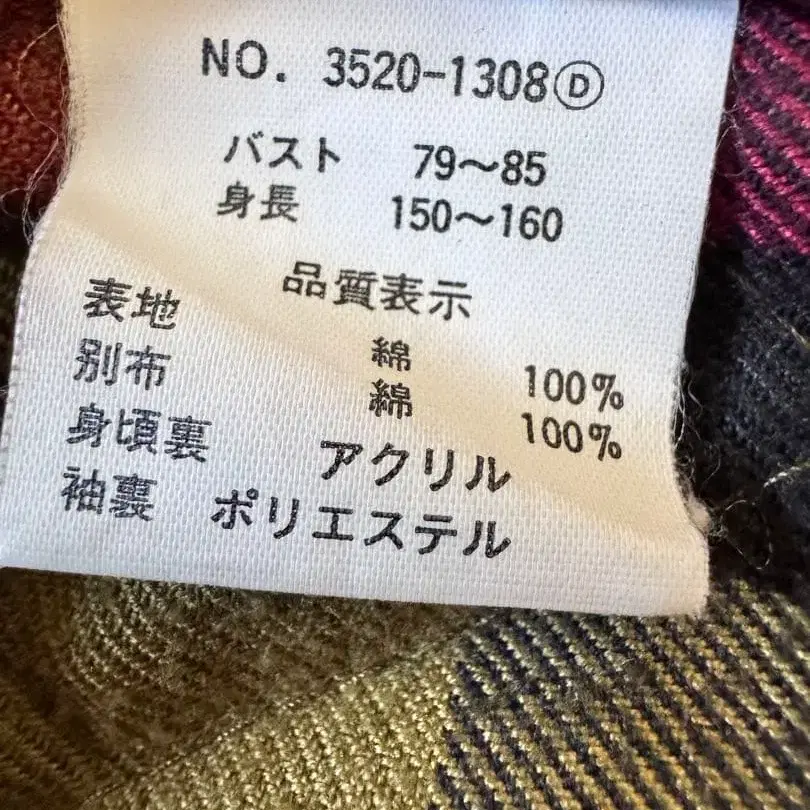 NO. 3520-1308Ⓓ
バスト 79～85
身長 150～160
品質表示
表地 綿 100%
別布 綿 100%
身頃裏 アクリル
袖裏 ポリエステル